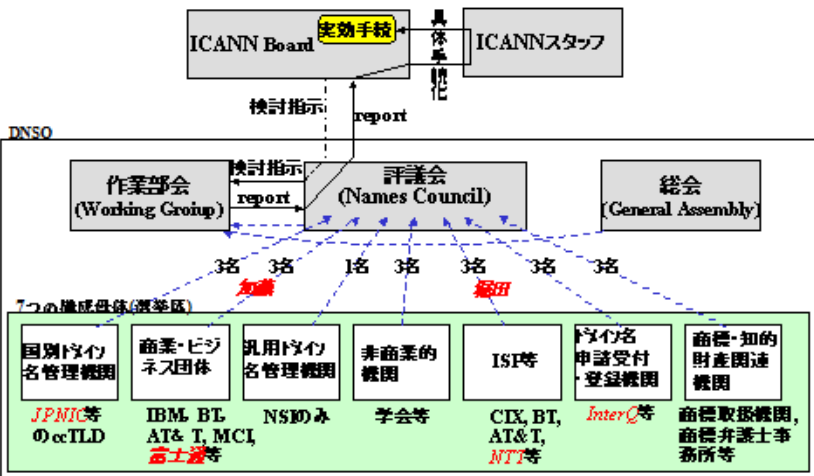 ICANN Board
実効手続
具体手続化
ICANNスタッフ
検討指示
report
DNSO
作業部会
(Working Groiup)
検討指示
report
評議会
(Names Council)
総会
(General Assembly)
3名
3名
1名
3名
3名
3名
3名
加藤
堀田
7つの構成母体(選挙区)
国別ドメイン
名管理機関
商業・ビジ
ネス団体
汎用ドメイン
名管理機関
非商業的
機関
ISP等
ドメイン名
申請受付
・登録機関
商標・知的
財産関連
機関
JPNIC等
のccTLD
IBM, BT,
AT& T, MCI,
富士通等
NSIのみ
学会等
CIX, BT,
AT&T,
NTT等
InterQ等
商標取扱機関,
商標弁護士事
務所等